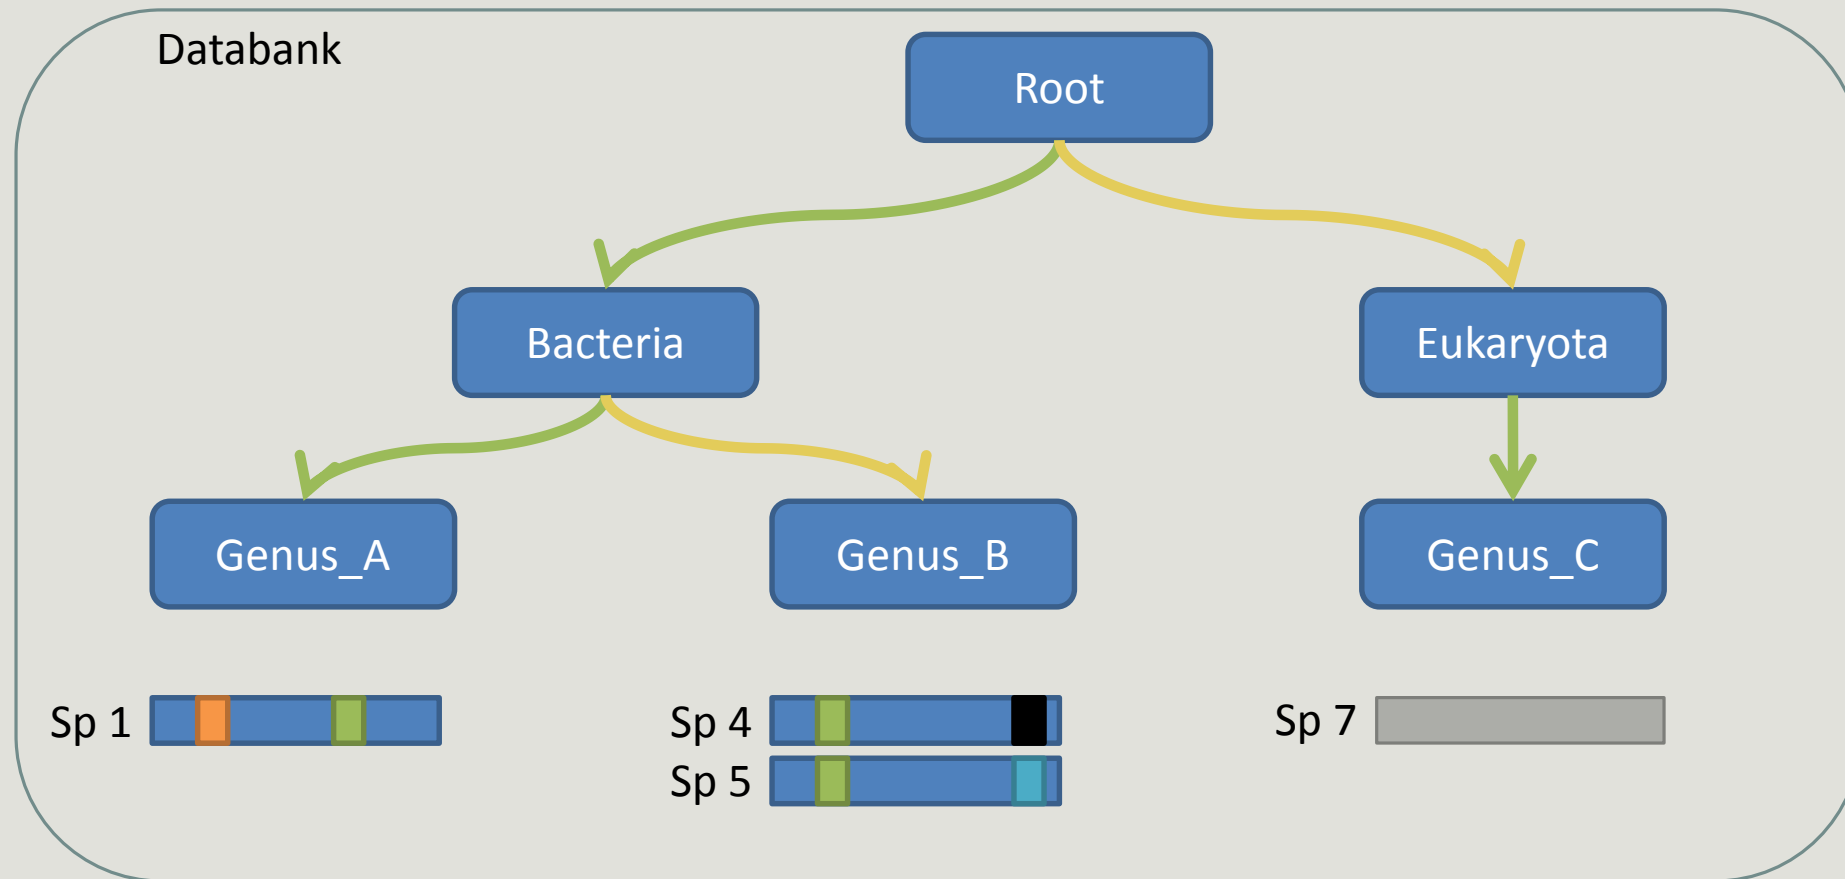 Databank
Root
Bacteria
Eukaryota
Genus_A
Genus_B
Genus_C
Sp 1
Sp 4
Sp 7
Sp 5